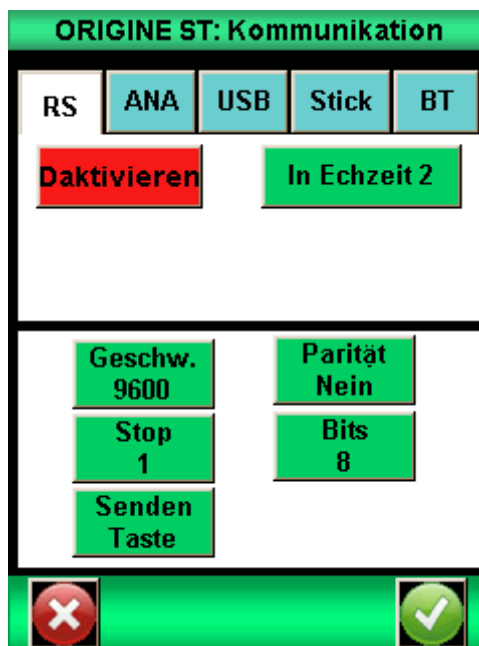 ORIGINE ST: Kommunikation
RS ANA USB Stick BT
Daktivieren In Echzeit 2
Geschw. Parität
9600 Nein
Stop Bits
1 8
Senden
Taste